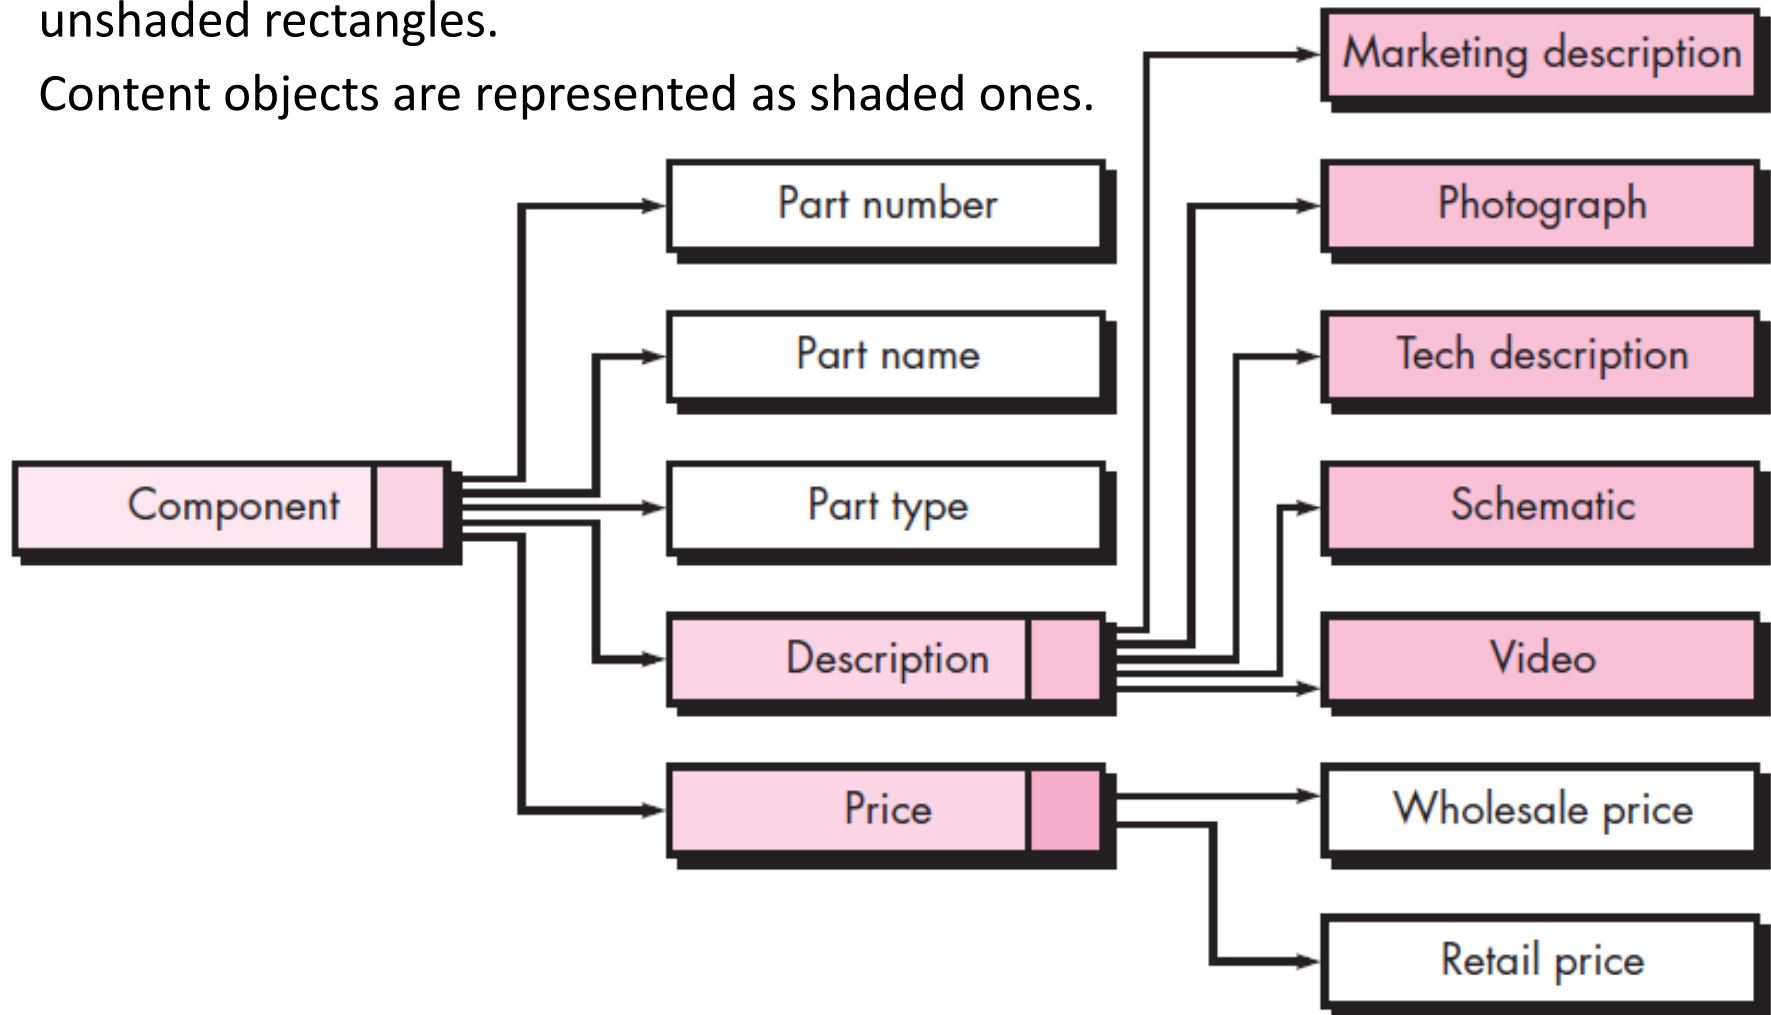 unshaded rectangles.
Content objects are represented as shaded ones.
Marketing description
Part number
Photograph
Part name
Tech description
Component
Part type
Schematic
Description
Video
Price
Wholesale price
Retail price